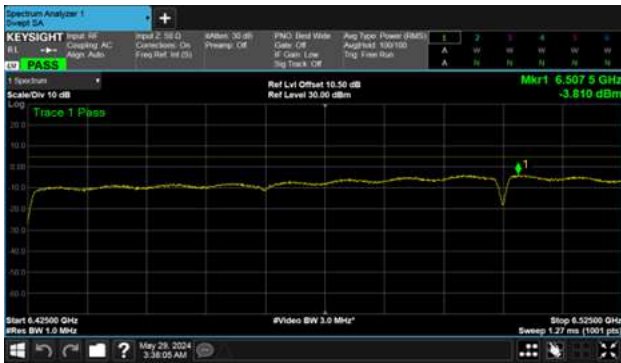 Spectrum Analyzer 1
Swept SA
+
KEYSIGHT Input: RF Input Z: 50 Ω #Atten: 30 dB PNO: Best Wide Avg Type: Power (RMS) 1 2 3 4 5 6
RL Coupling: AC Corrections: On Preamp: Off Gate: Off Avg|Hold: 100/100 A W W W W W
Align: Auto Freq Ref: Int (S) IF Gain: Low Trig: Free Run
LXI PASS Sig Track: Off A N N N N N
1 Spectrum Ref Lvl Offset 10.50 dB Mkr1 6.507 5 GHz
Scale/Div 10 dB Ref Level 30.00 dBm -3.810 dBm
Log Trace 1 Pass
20.0
10.0
0.00
1
-10.0
-20.0
-30.0
-40.0
-50.0
-60.0
Start 6.42500 GHz #Video BW 3.0 MHz* Stop 6.52500 GHz
#Res BW 1.0 MHz Sweep 1.27 ms (1001 pts)
? May 29, 2024
3:38:05 AM